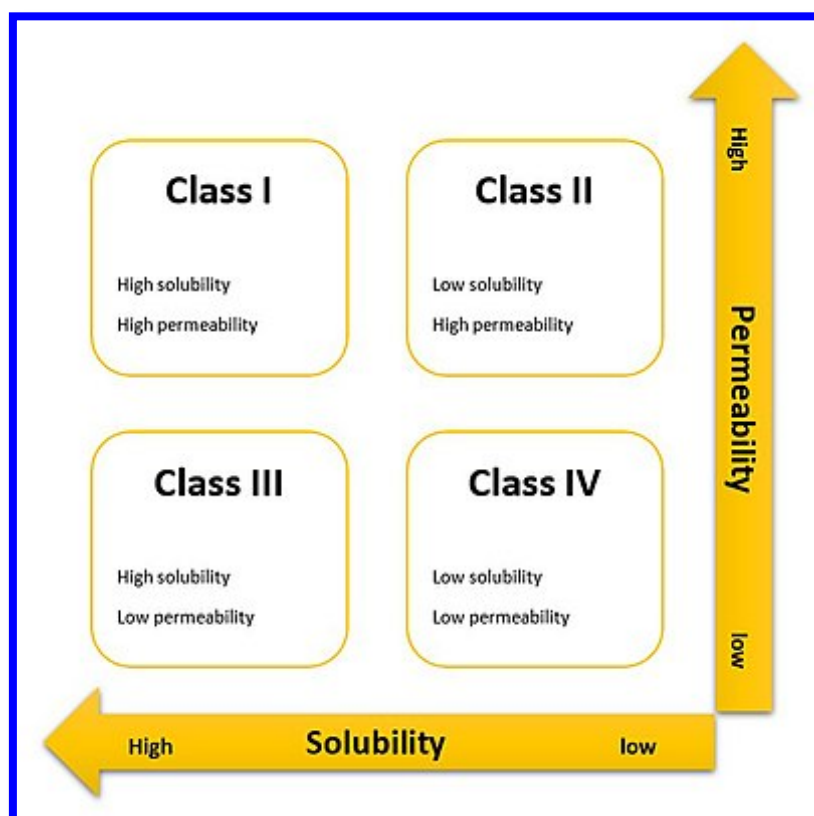 Class I
High solubility
High permeability
Class II
Low solubility
High permeability
Class III
High solubility
Low permeability
Class IV
Low solubility
Low permeability
High
Permeability
low
High
Solubility
low